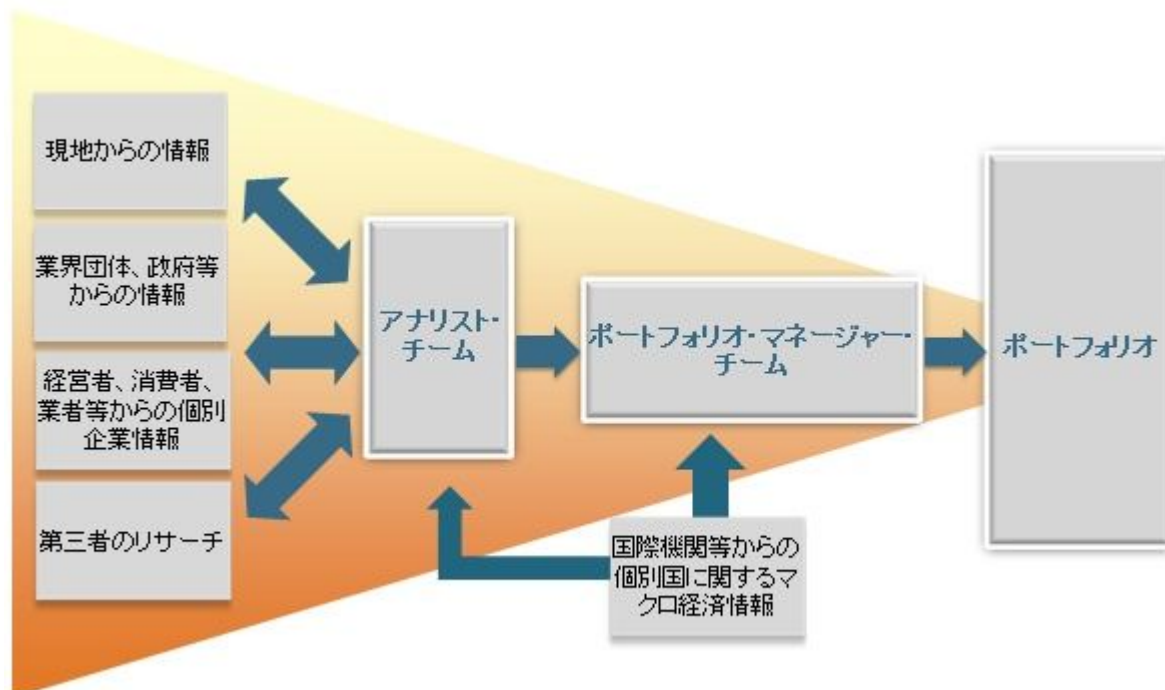 現地からの情報
業界団体、政府等
からの情報
経営者、消費者、
業者等からの個別
企業情報
第三者のリサーチ
アナリスト・
チーム
ポートフォリオ・マネージャー・
チーム
ポートフォリオ
国際機関等からの
個別国に関するマ
クロ経済情報